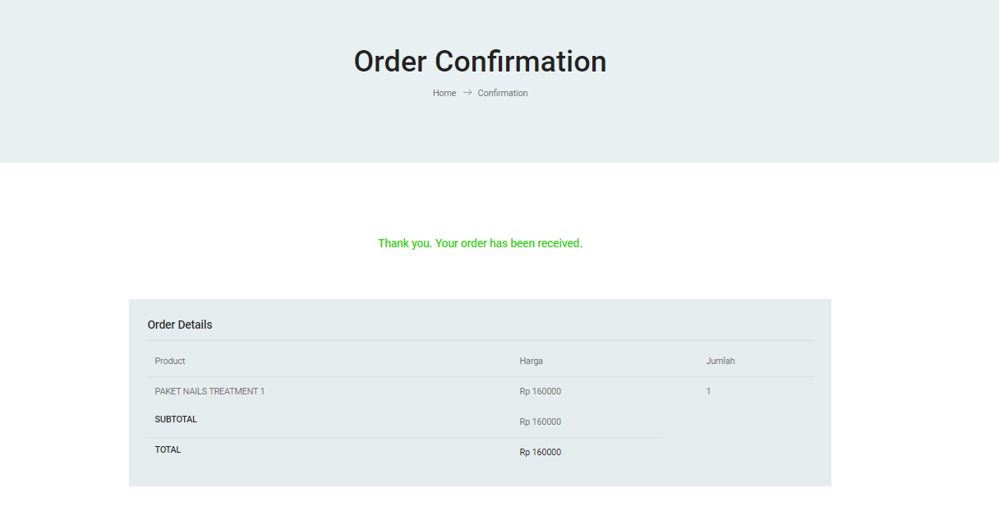 Order Confirmation
Home → Confirmation
Thank you. Your order has been received.
Order Details
Product Harga Jumlah
PAKET NAILS TREATMENT 1 Rp 160000 1
SUBTOTAL Rp 160000
TOTAL Rp 160000